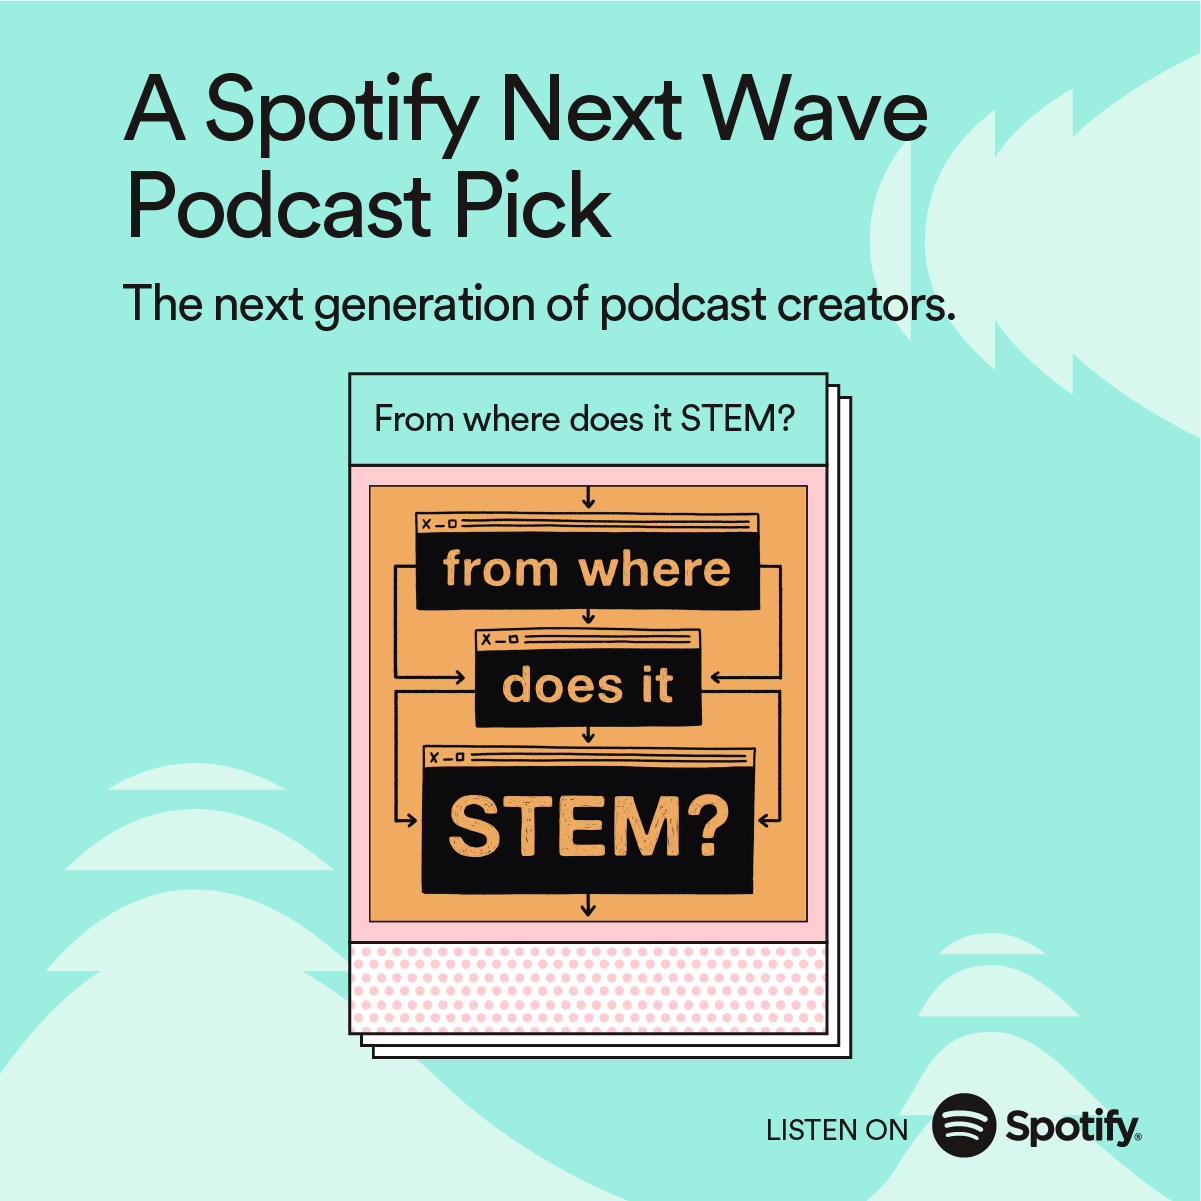 A Spotify Next Wave
Podcast Pick
The next generation of podcast creators.
From where does it STEM?
from where
does it
STEM?
LISTEN ON Spotify®